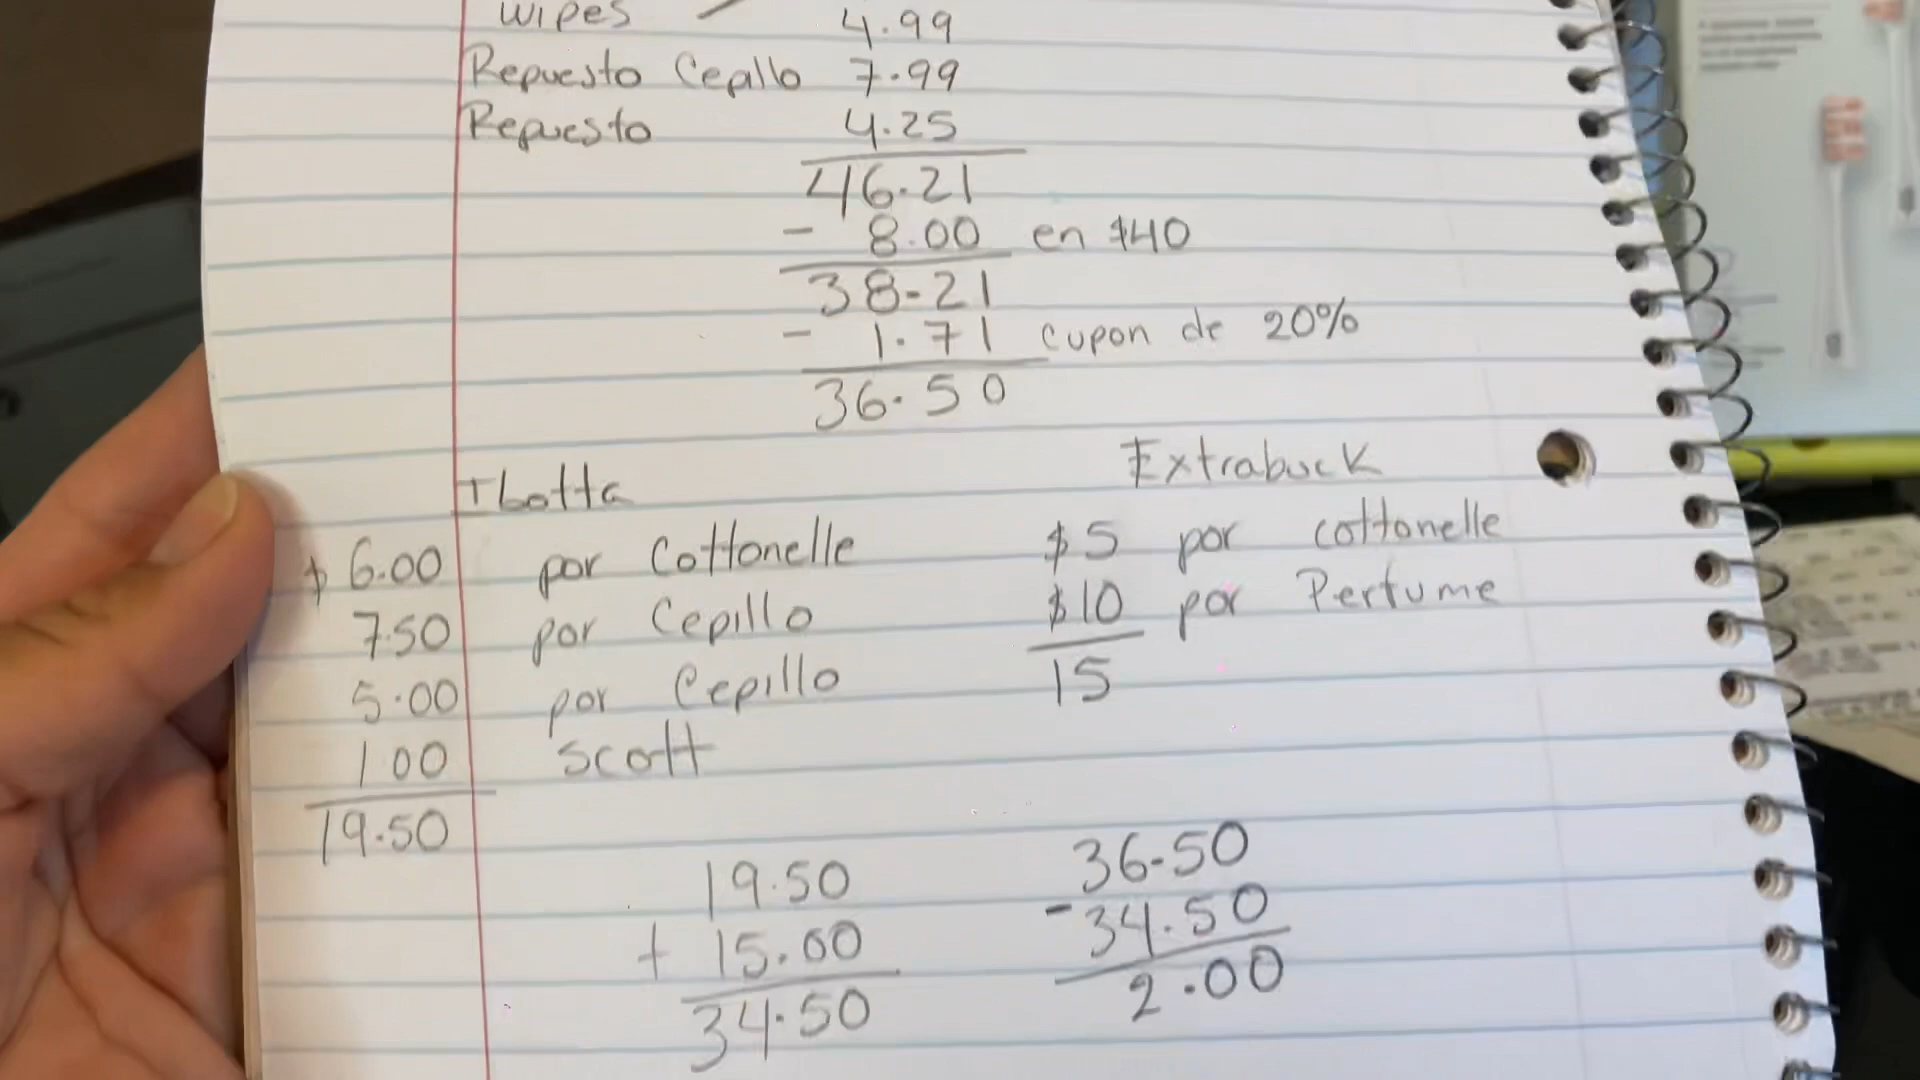 Wipes 4.99
Repuesto Cepillo 7.99
Repuesto 4.25
46.21
- 8.00 en $40
38.21
- 1.71 cupon de 20%
36.50
Ibotta
$ 6.00 por Cottonelle
7.50 por Cepillo
5.00 por Cepillo
1.00 Scott
19.50
Extrabuck
$5 por cottonelle
$10 por Perfume
15
19.50
+ 15.00
34.50
36.50
- 34.50
2.00